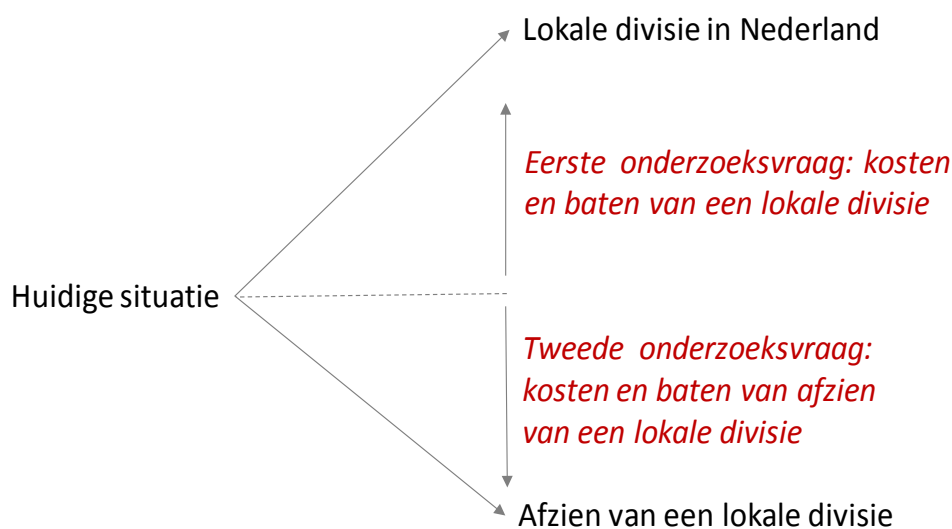 Lokale divisie in Nederland
Eerste onderzoeksvraag: kosten
en baten van een lokale divisie
Huidige situatie
Tweede onderzoeksvraag:
kosten en baten van afzien
van een lokale divisie
Afzien van een lokale divisie